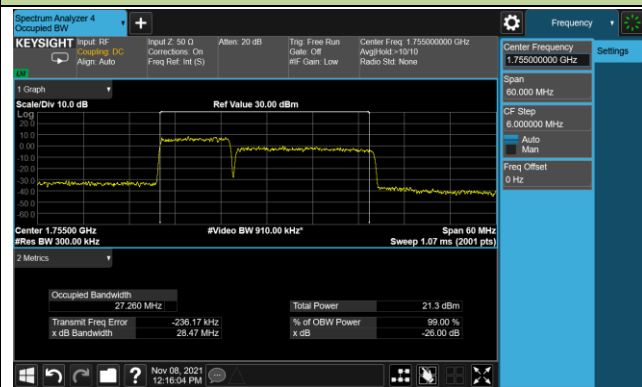 Spectrum Analyzer 4
Occupied BW
Frequency
KEYSIGHT
Input: RF
Coupling: DC
Align: Auto
Input Z: 50 Ω
Corrections: On
Freq Ref: Int (S)
Atten: 20 dB
Trig: Free Run
Gate: Off
#IF Gain: Low
Center Freq: 1.755000000 GHz
Avg|Hold:>10/10
Radio Std: None
LXI
1 Graph
Scale/Div 10.0 dB
Ref Value 30.00 dBm
Log
20.0
10.0
0.00
-10.0
-20.0
-30.0
-40.0
-50.0
-60.0
Center 1.75500 GHz
#Video BW 910.00 kHz*
Span 60 MHz
#Res BW 300.00 kHz
Sweep 1.07 ms (2001 pts)
2 Metrics
Occupied Bandwidth
27.260 MHz
Total Power
21.3 dBm
Transmit Freq Error
-236.17 kHz
% of OBW Power
99.00 %
x dB Bandwidth
28.47 MHz
x dB
-26.00 dB
Center Frequency
1.755000000 GHz
Settings
Span
60.000 MHz
CF Step
6.000000 MHz
Auto
Man
Freq Offset
0 Hz
?
Nov 08, 2021
12:16:04 PM